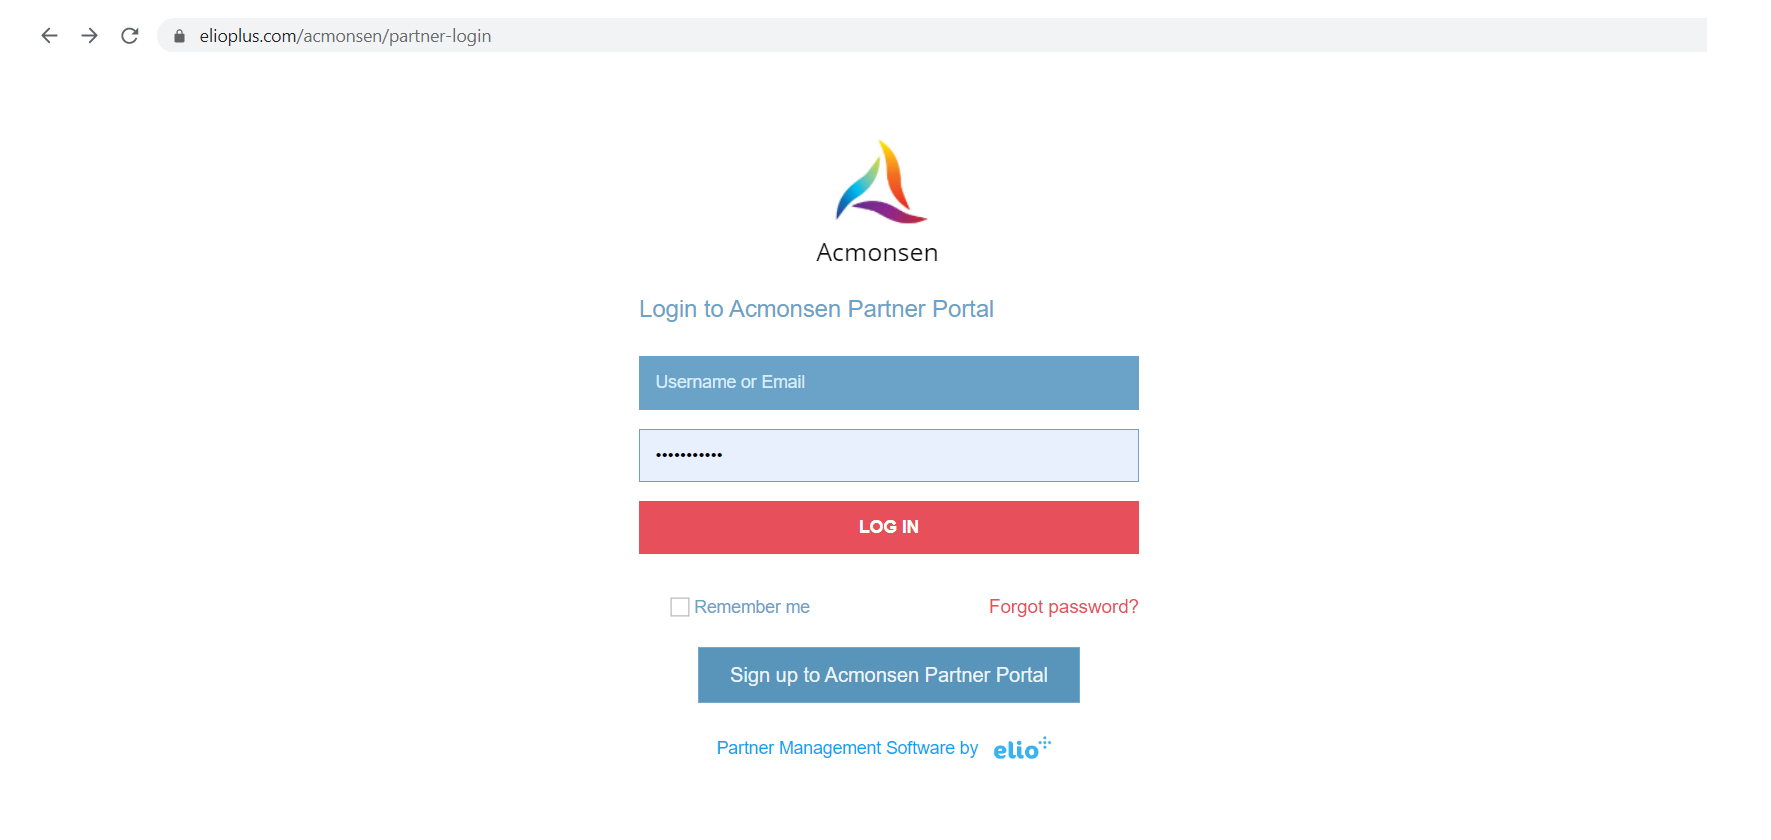 elioplus.com/acmonsen/partner-login
Acmonsen
Login to Acmonsen Partner Portal
Username or Email
•••••••••••
LOG IN
Remember me
Forgot password?
Sign up to Acmonsen Partner Portal
Partner Management Software by elio